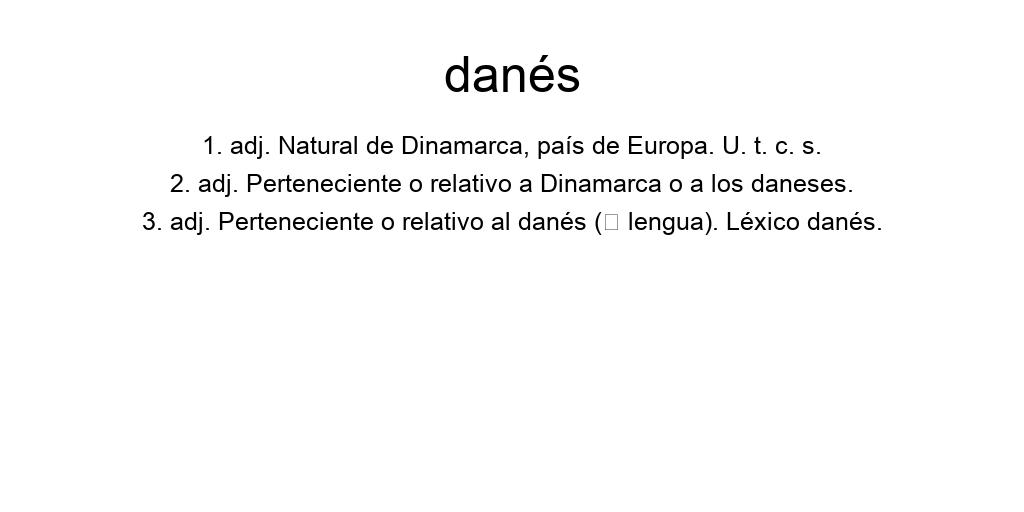 danés
1. adj. Natural de Dinamarca, país de Europa. U. t. c. s.
2. adj. Perteneciente o relativo a Dinamarca o a los daneses.
3. adj. Perteneciente o relativo al danés (□ lengua). Léxico danés.